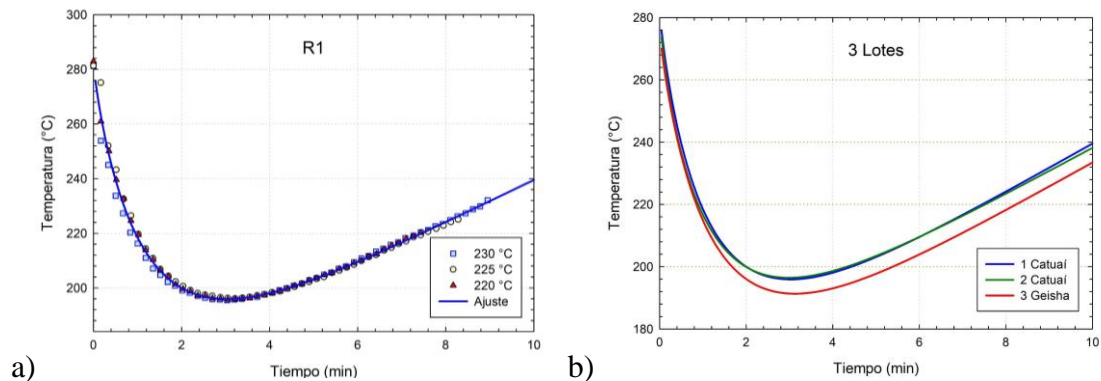 R1
Temperatura (°C)
300
280
260
240
220
200
0
2
4
6
8
10
Tiempo (min)
230 °C
225 °C
220 °C
Ajuste
a)
3 Lotes
Temperatura (°C)
280
260
240
220
200
180
0
2
4
6
8
10
Tiempo (min)
1 Catuaí
2 Catuaí
3 Geisha
b)